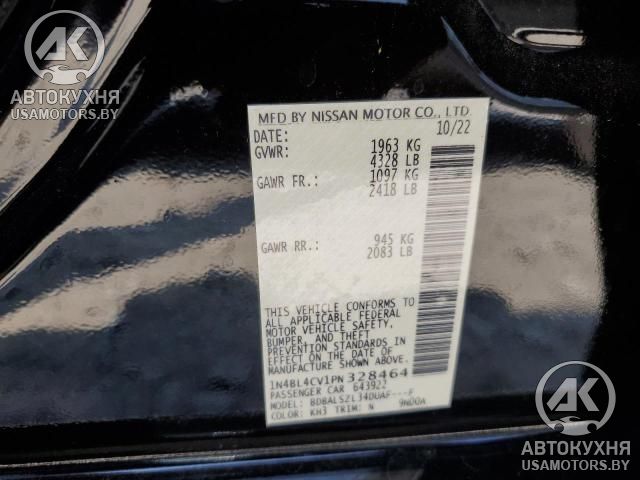 AK
АВТОКУХНЯ
USAMOTORS.BY
MFD BY NISSAN MOTOR CO., LTD
DATE: 10/22
GVWR: 1963 KG
4328 LB
GAWR FR.: 1097 KG
2418 LB
GAWR RR.: 945 KG
2083 LB
THIS VEHICLE CONFORMS TO
ALL APPLICABLE FEDERAL
MOTOR VEHICLE SAFETY,
BUMPER, AND THEFT
PREVENTION STANDARDS IN
EFFECT ON THE DATE OF
MANUFACTURE SHOWN ABOVE.
1N4BL4CV1PN328464
PASSENGER CAR 643922
MODEL: BDBALSZL34DUAF---F
COLOR: KH3 TRIM: N 9NDOA
AK
АВТОКУХНЯ
USAMOTORS.BY